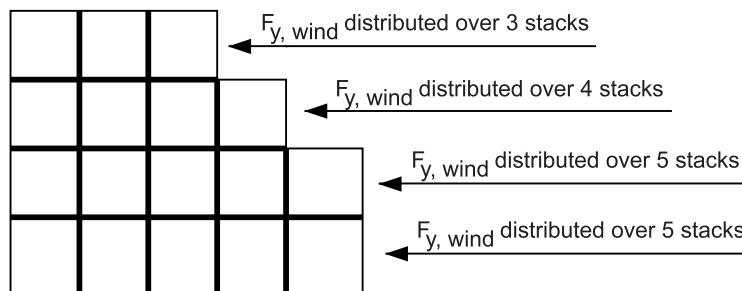 Fy, wind distributed over 3 stacks
Fy, wind distributed over 4 stacks
Fy, wind distributed over 5 stacks
Fy, wind distributed over 5 stacks